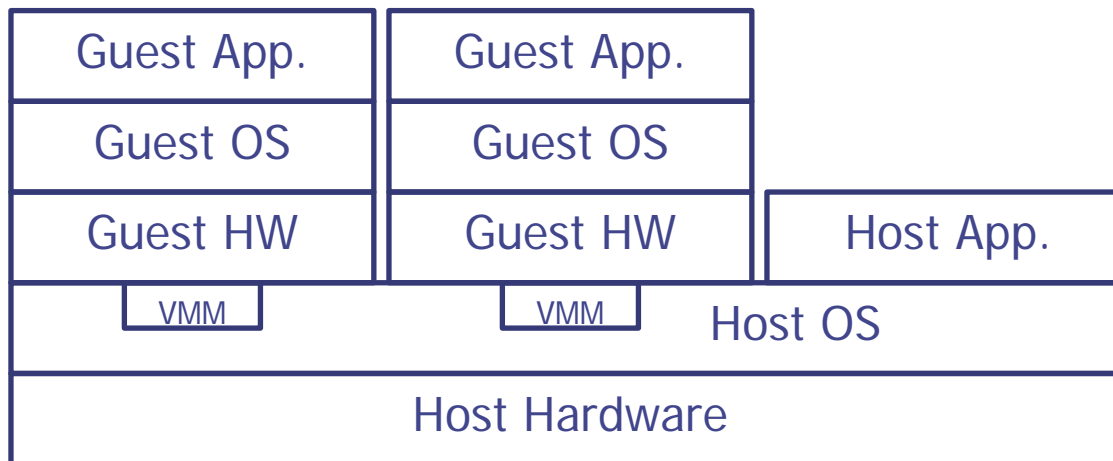 Guest App.
Guest App.
Guest OS
Guest OS
Guest HW
Guest HW
Host App.
VMM
VMM
Host OS
Host Hardware